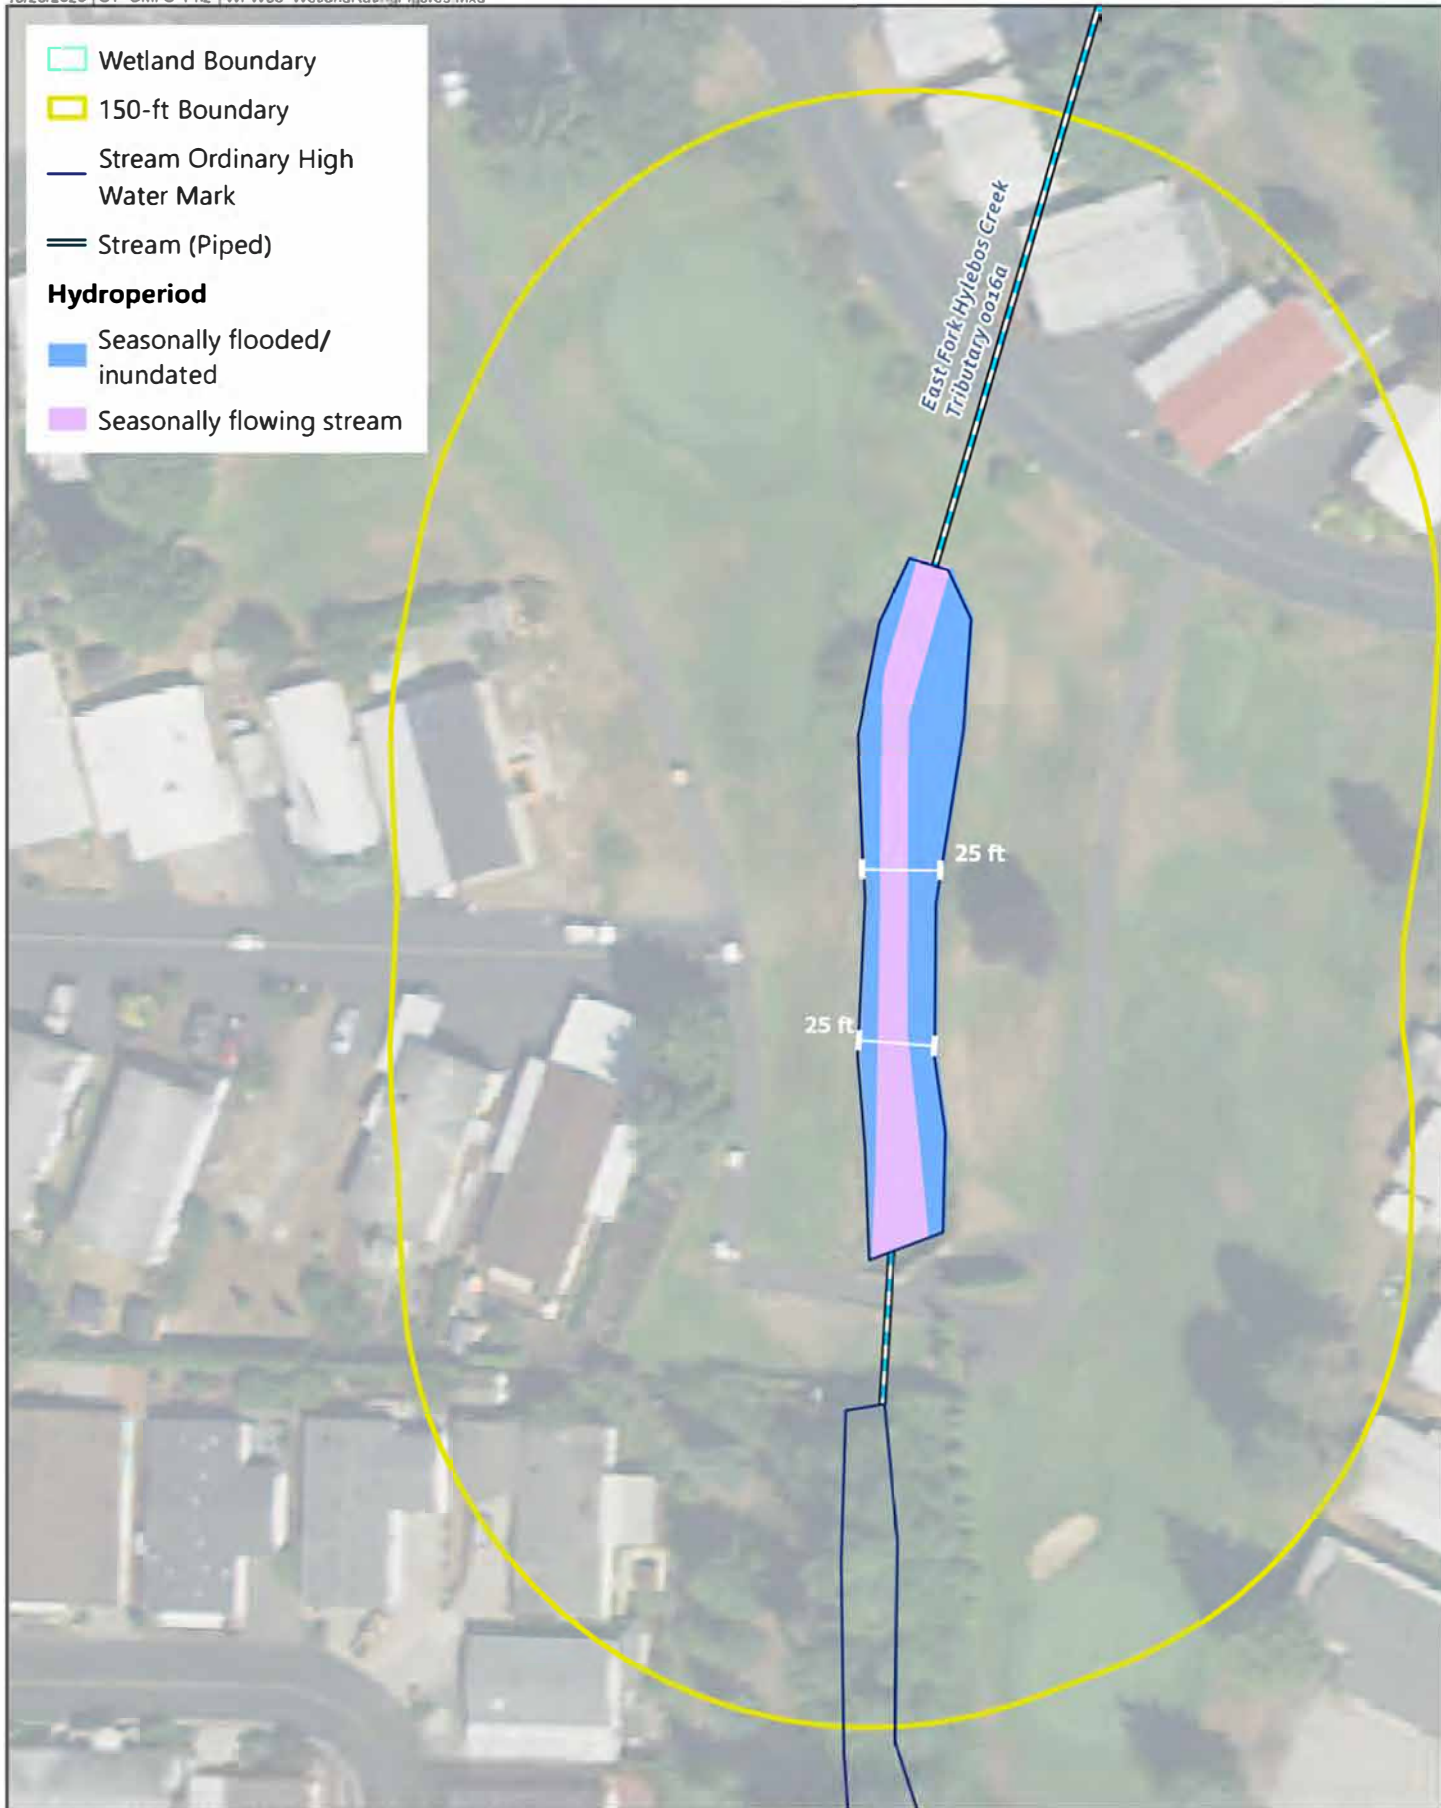 Wetland Boundary
150-ft Boundary
Stream Ordinary High
Water Mark
Stream (Piped)
Hydroperiod
Seasonally flooded/
inundated
Seasonally flowing stream
East Fork Hylebos Creek
Tributary 0016a
25 ft
25 ft